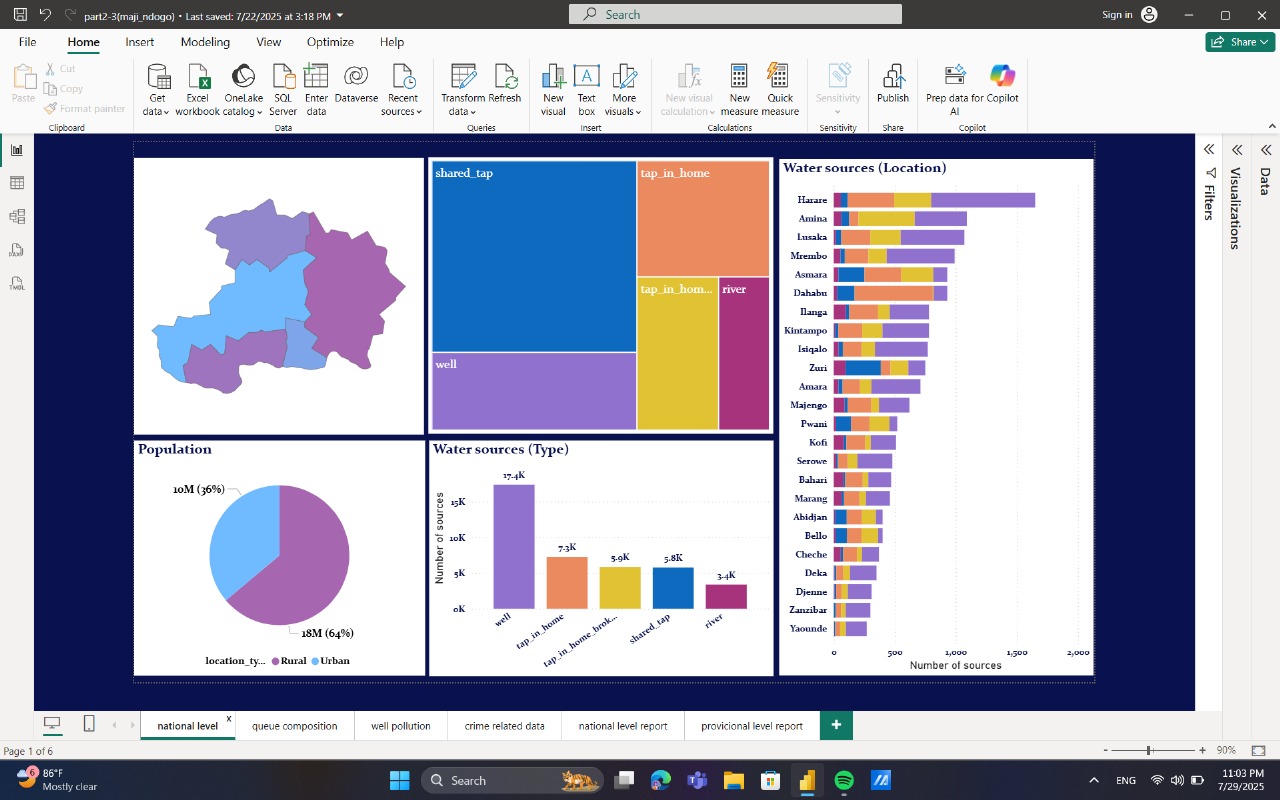 part2-3(maji_ndogo) • Last saved: 7/22/2025 at 3:18 PM
Search
Sign in
File Home Insert Modeling View Optimize Help
Share
Paste
Cut
Copy
Format painter
Clipboard
Get data
Excel workbook
OneLake catalog
SQL Server
Enter data
Dataverse
Recent sources
Data
Transform data
Refresh
Queries
New visual
Text box
More visuals
Insert
New visual calculation
New measure
Quick measure
Calculations
Sensitivity
Sensitivity
Publish
Share
Prep data for AI
Copilot
Copilot
shared_tap
tap_in_home
tap_in_hom...
river
well
Population
10M (36%)
18M (64%)
location_ty... Rural Urban
Water sources (Type)
Number of sources
15K
10K
5K
0K
17.4K
7.3K
5.9K
5.8K
3.4K
well
tap_in_home
tap_in_home_brok...
shared_tap
river
Water sources (Location)
Harare
Amina
Lusaka
Mrembo
Asmara
Dahabu
Ilanga
Kintampo
Isiqalo
Zuri
Amara
Majengo
Pwani
Kofi
Serowe
Bahari
Marang
Abidjan
Bello
Cheche
Deka
Djenne
Zanzibar
Yaounde
0 500 1,000 1,500 2,000
Number of sources
Filters
Visualizations
Data
DAX
TMDL
national level x
queue composition
well pollution
crime related data
national level report
provicional level report
+
Page 1 of 6
- + 90%
6
86°F
Mostly clear
Search
ENG
11:03 PM
7/29/2025